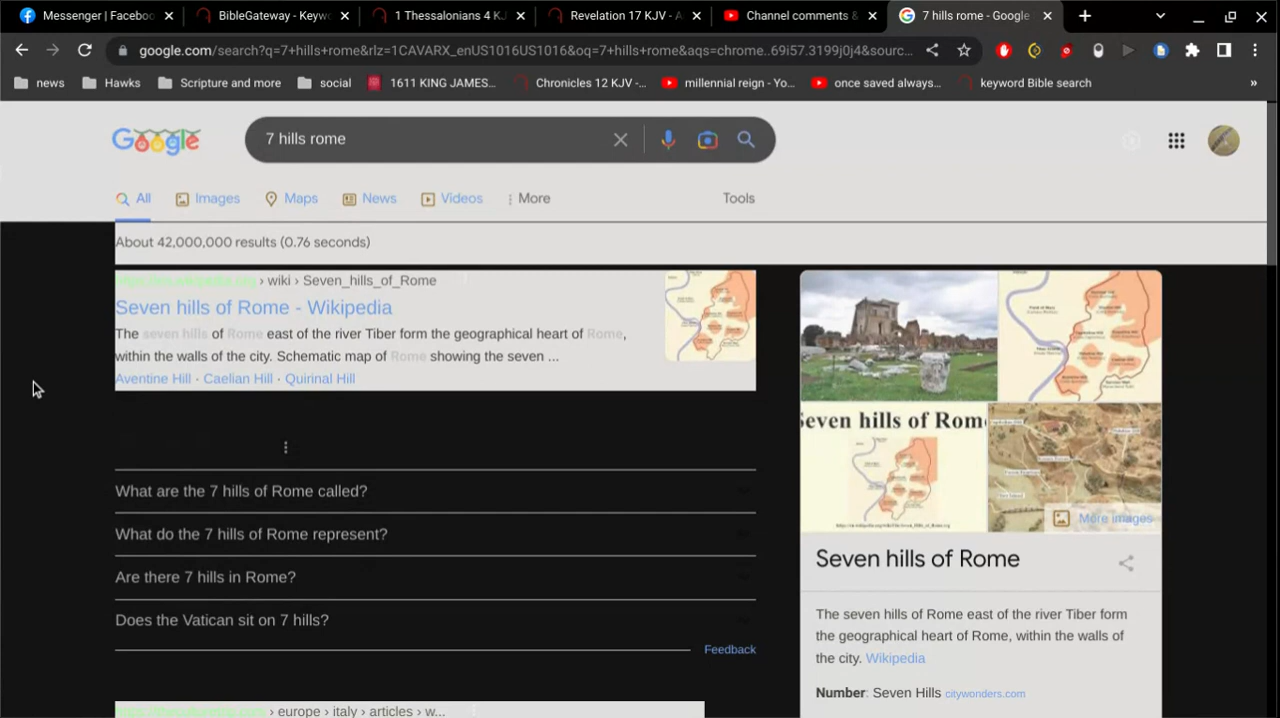 Messenger | Faceboo
BibleGateway - Keyw
1 Thessalonians 4 KJ
Revelation 17 KJV - A
Channel comments &
7 hills rome - Google
google.com/search?q=7+hills+rome&rlz=1CAVARX_enUS1016US1016&oq=7+hills+rome&aqs=chrome..69i57.3199j0j4&sourc...
news
Hawks
Scripture and more
social
1611 KING JAMES...
Chronicles 12 KJV -...
millennial reign - Yo...
once saved always...
keyword Bible search
»
Google
7 hills rome
All
Images
Maps
News
Videos
More
Tools
About 42,000,000 results (0.76 seconds)
› wiki › Seven_hills_of_Rome
Seven hills of Rome - Wikipedia
The seven hills of Rome east of the river Tiber form the geographical heart of Rome,
within the walls of the city. Schematic map of Rome showing the seven ...
Aventine Hill · Caelian Hill · Quirinal Hill
What are the 7 hills of Rome called?
What do the 7 hills of Rome represent?
Are there 7 hills in Rome?
Does the Vatican sit on 7 hills?
Feedback
› europe › italy › articles › w...
Seven hills of Rome
More images
Seven hills of Rome
The seven hills of Rome east of the river Tiber form
the geographical heart of Rome, within the walls of
the city. Wikipedia
Number: Seven Hills citywonders.com